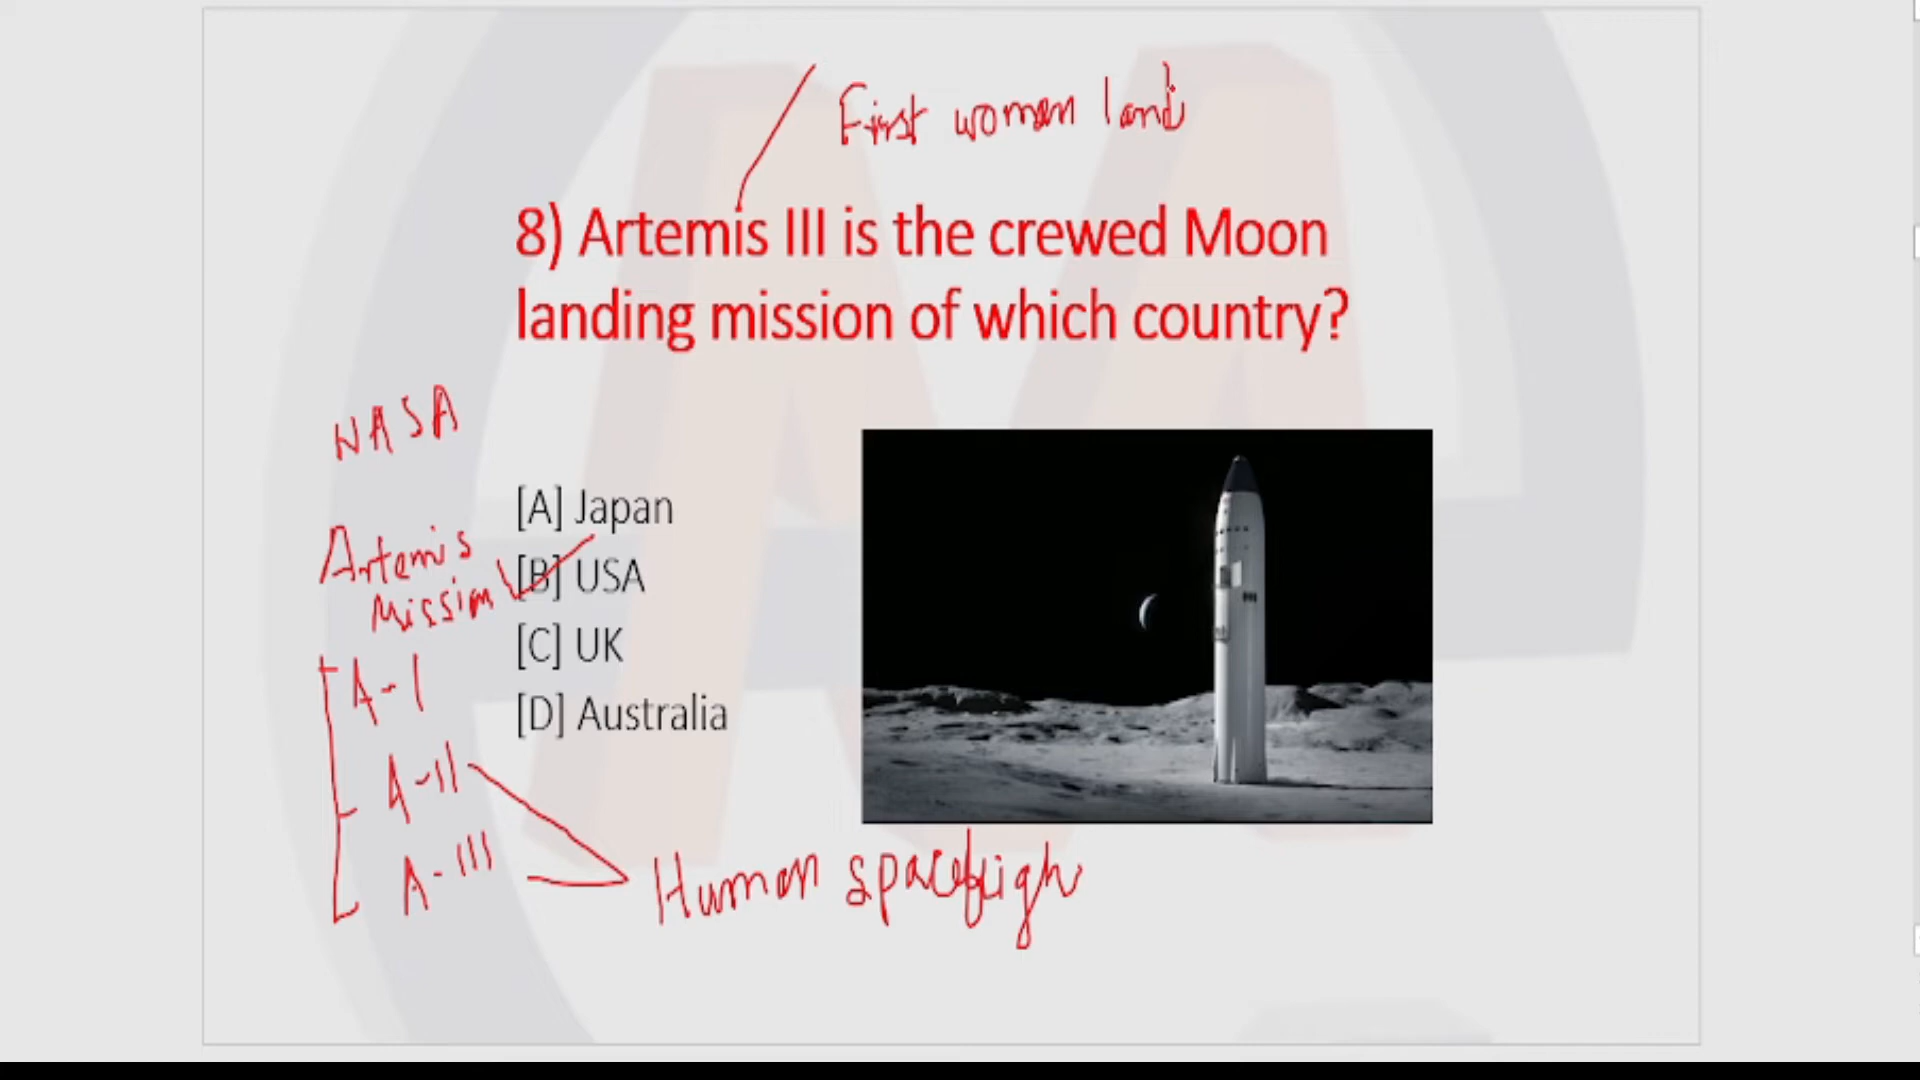 First women land
8) Artemis III is the crewed Moon
landing mission of which country?
NASA
[A] Japan
Artemis
Mission
[B] USA
[C] UK
[D] Australia
A-I
A-II
A-III
Human spacefligh